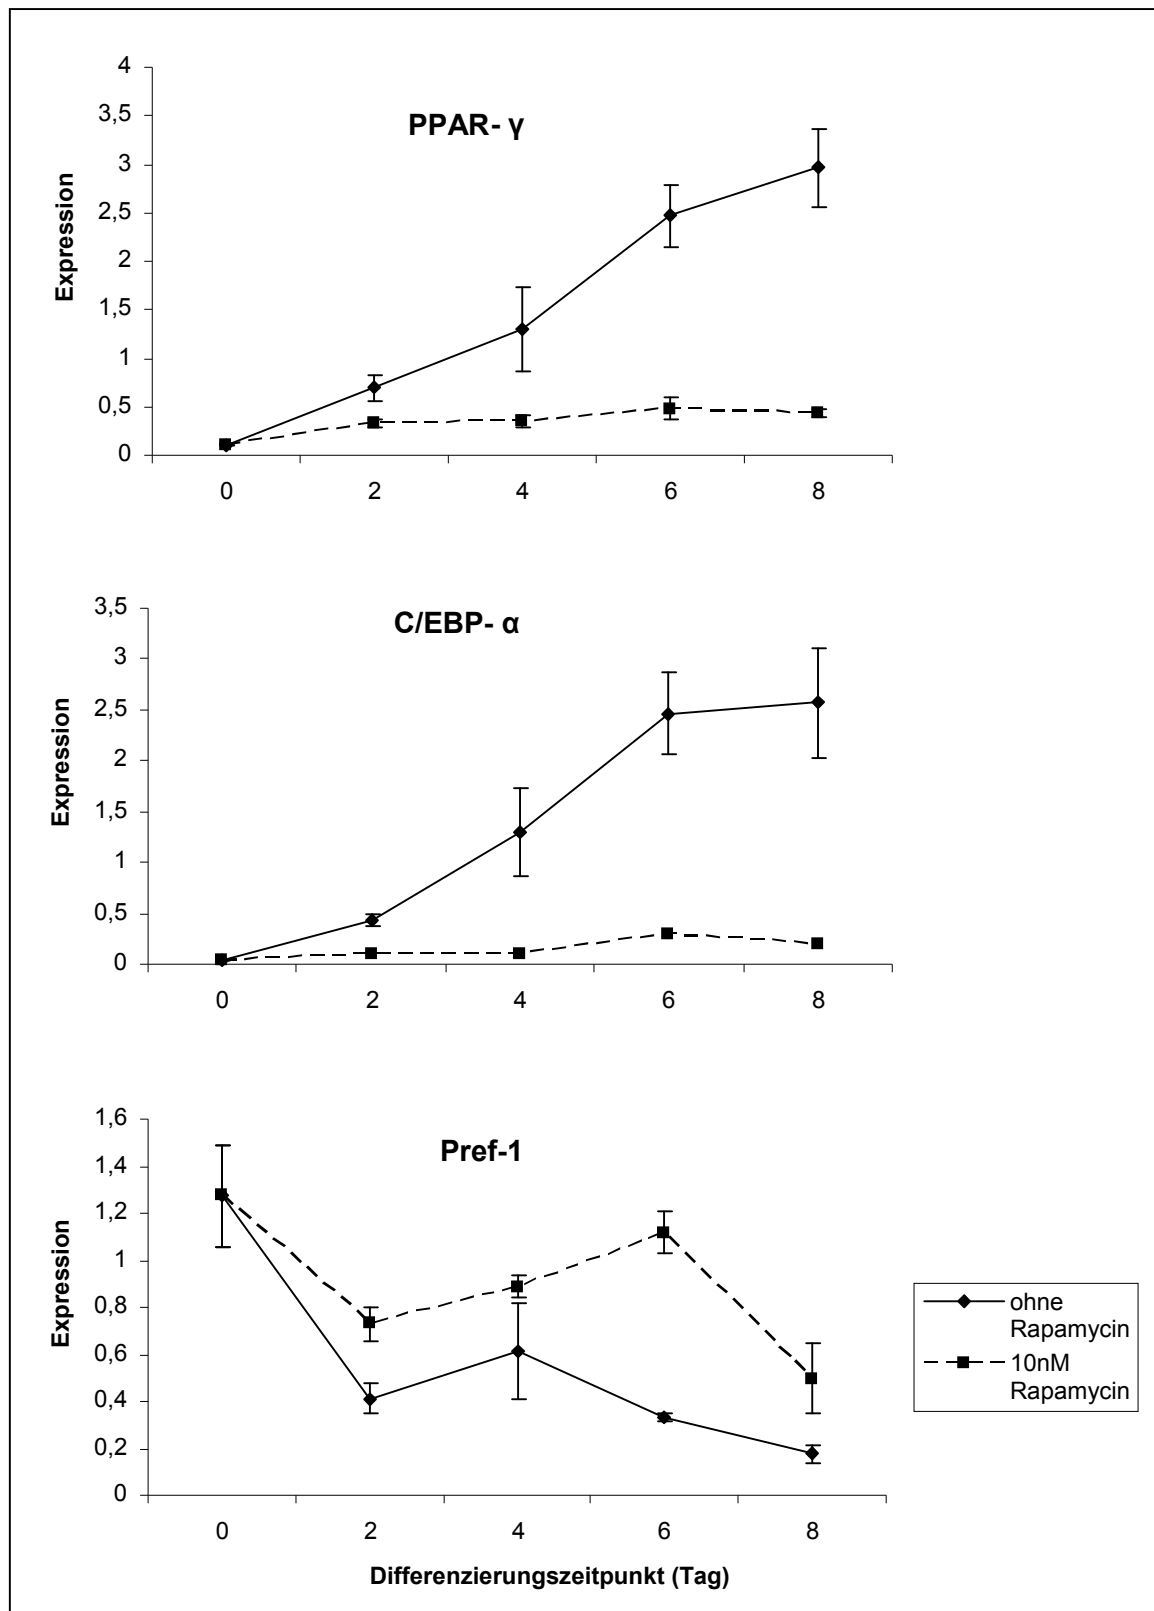 PPAR- γ
Expression
4
3,5
3
2,5
2
1,5
1
0,5
0
0 2 4 6 8
C/EBP- α
Expression
3,5
3
2,5
2
1,5
1
0,5
0
0 2 4 6 8
Pref-1
Expression
1,6
1,4
1,2
1
0,8
0,6
0,4
0,2
0
0 2 4 6 8
Differenzierungszeitpunkt (Tag)
ohne
Rapamycin
10nM
Rapamycin